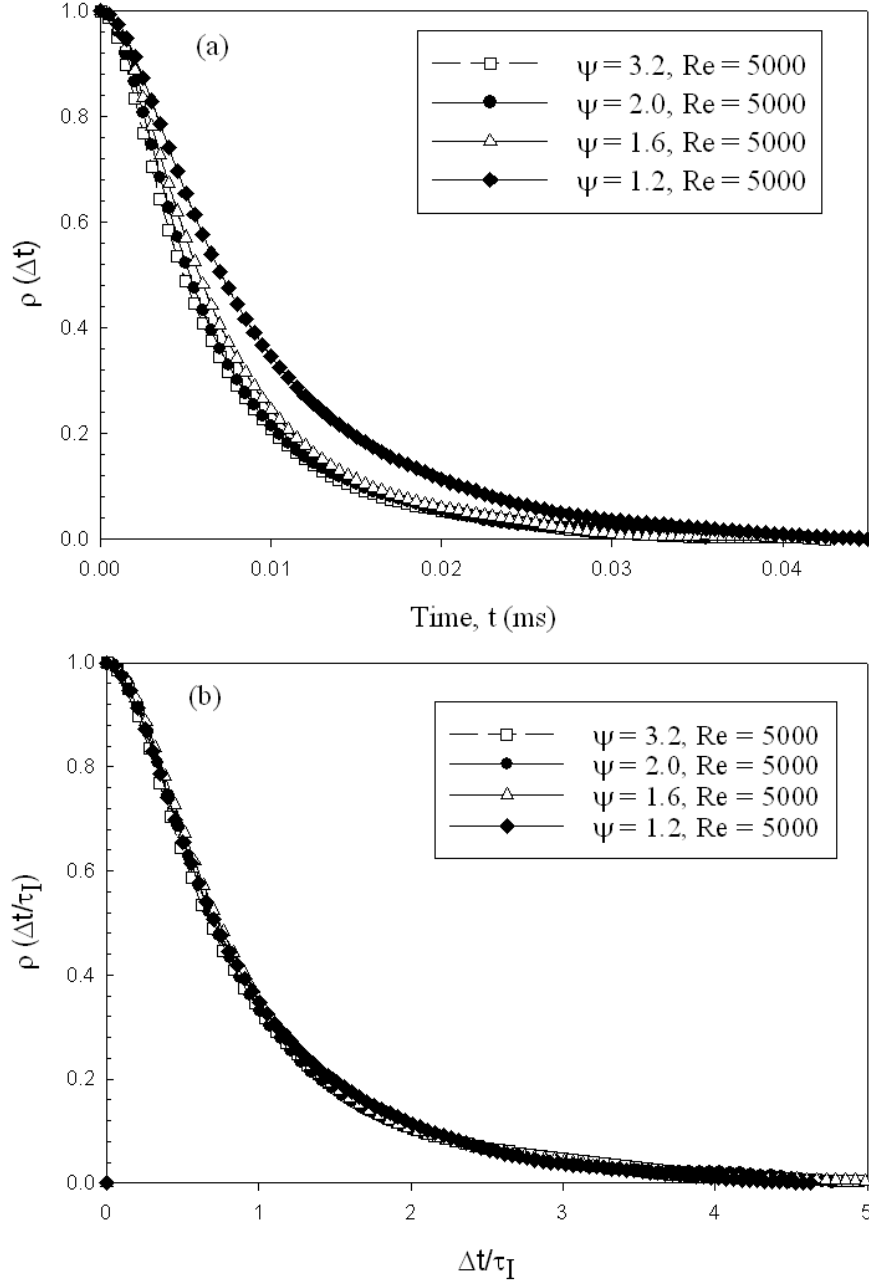 (a)
ψ = 3.2, Re = 5000
ψ = 2.0, Re = 5000
ψ = 1.6, Re = 5000
ψ = 1.2, Re = 5000
ρ (Δt)
1.0
0.8
0.6
0.4
0.2
0.0
0.00 0.01 0.02 0.03 0.04
Time, t (ms)
(b)
ψ = 3.2, Re = 5000
ψ = 2.0, Re = 5000
ψ = 1.6, Re = 5000
ψ = 1.2, Re = 5000
ρ (Δt/τI)
1.0
0.8
0.6
0.4
0.2
0.0
0 1 2 3 4 5
Δt/τI